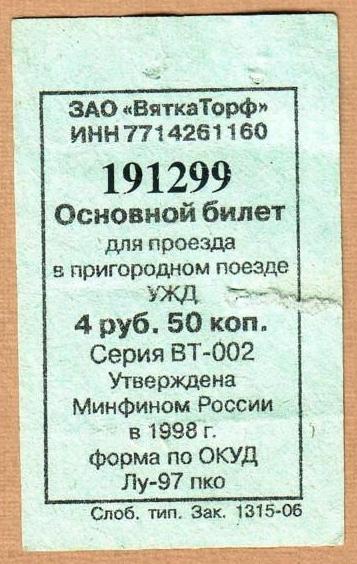 ЗАО «ВяткаТорф»
ИНН 7714261160
191299
Основной билет
для проезда
в пригородном поезде
УЖД
4 руб. 50 коп.
Серия ВТ-002
Утверждена
Минфином России
в 1998 г.
форма по ОКУД
Лу-97 пко
Слоб. тип. Зак. 1315-06